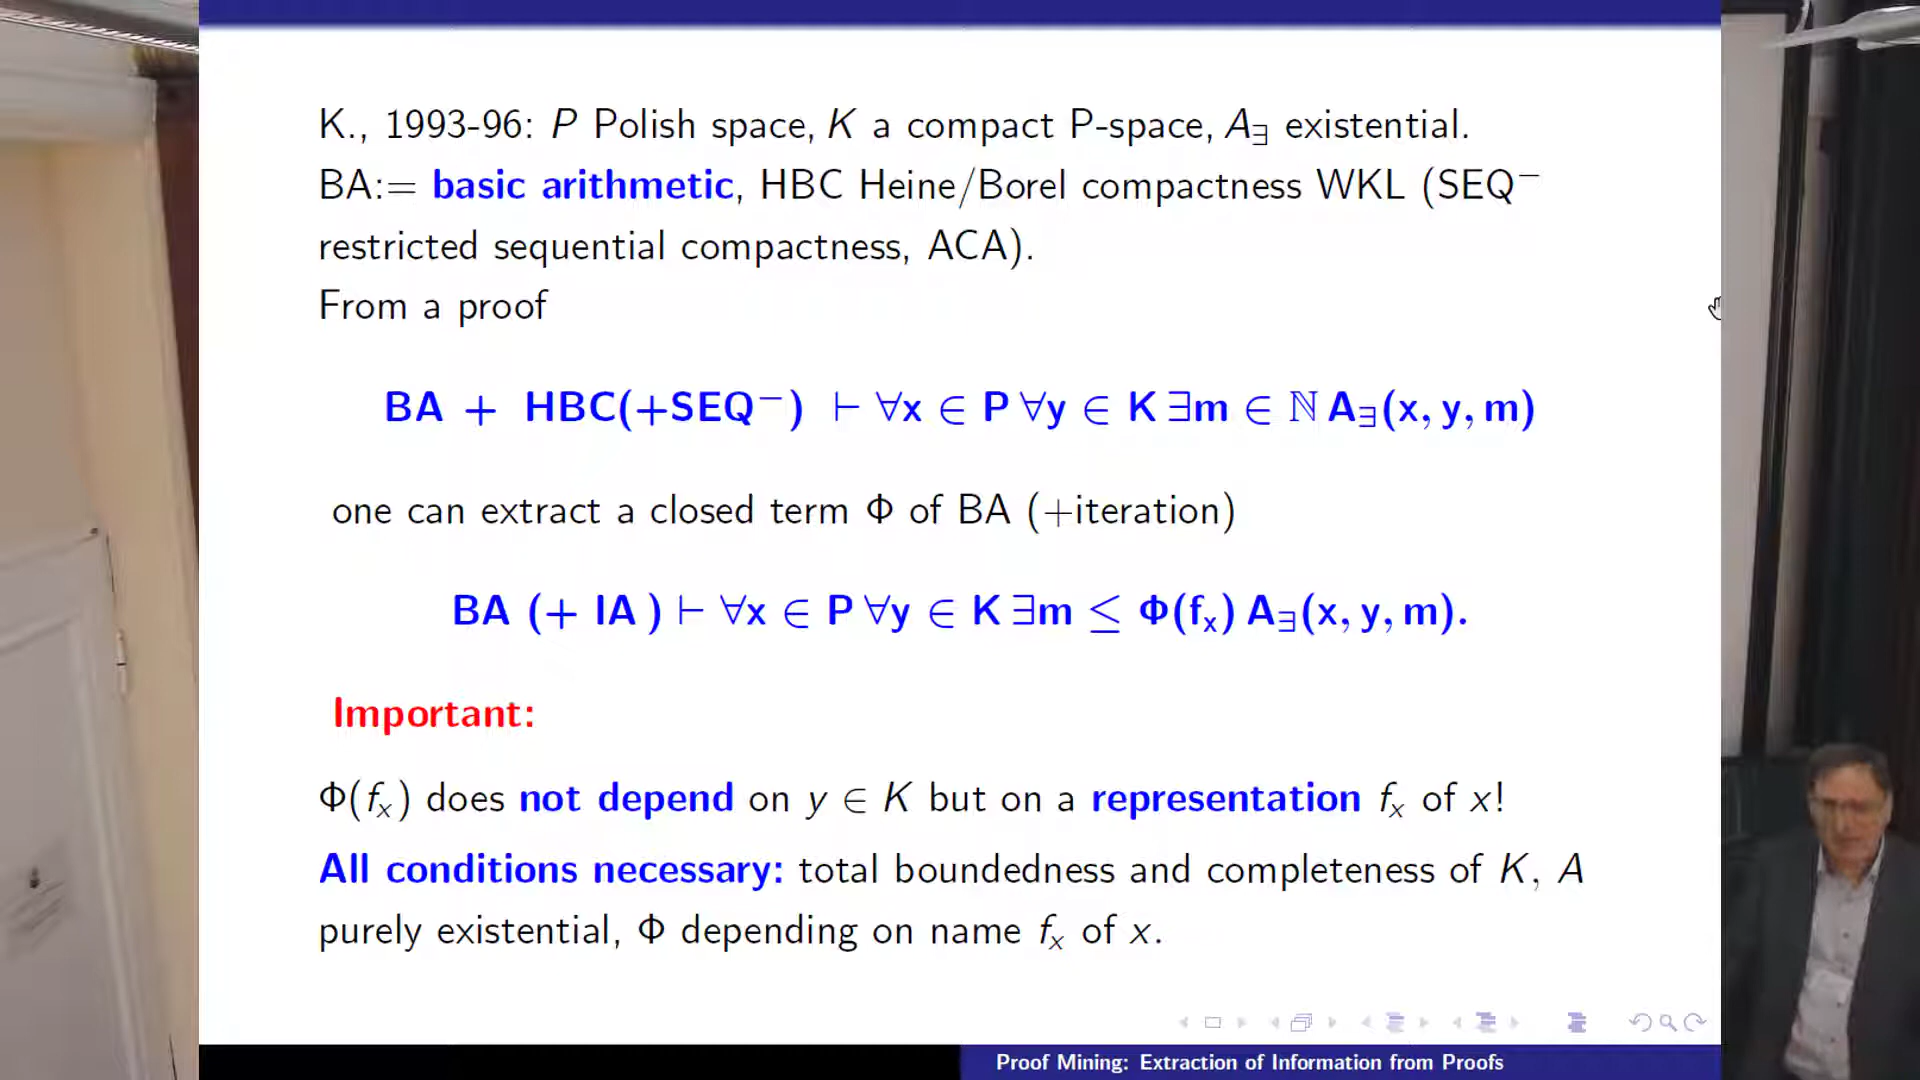 K., 1993-96: P Polish space, K a compact P-space, A∃ existential.
BA:= basic arithmetic, HBC Heine/Borel compactness WKL (SEQ⁻
restricted sequential compactness, ACA).
From a proof
BA + HBC(+SEQ⁻) ⊢ ∀x ∈ P ∀y ∈ K ∃m ∈ ℕ A∃(x, y, m)
one can extract a closed term Φ of BA (+iteration)
BA (+ IA ) ⊢ ∀x ∈ P ∀y ∈ K ∃m ≤ Φ(fₓ) A∃(x, y, m).
Important:
Φ(fₓ) does not depend on y ∈ K but on a representation fₓ of x!
All conditions necessary: total boundedness and completeness of K, A
purely existential, Φ depending on name fₓ of x.
Proof Mining: Extraction of Information from Proofs